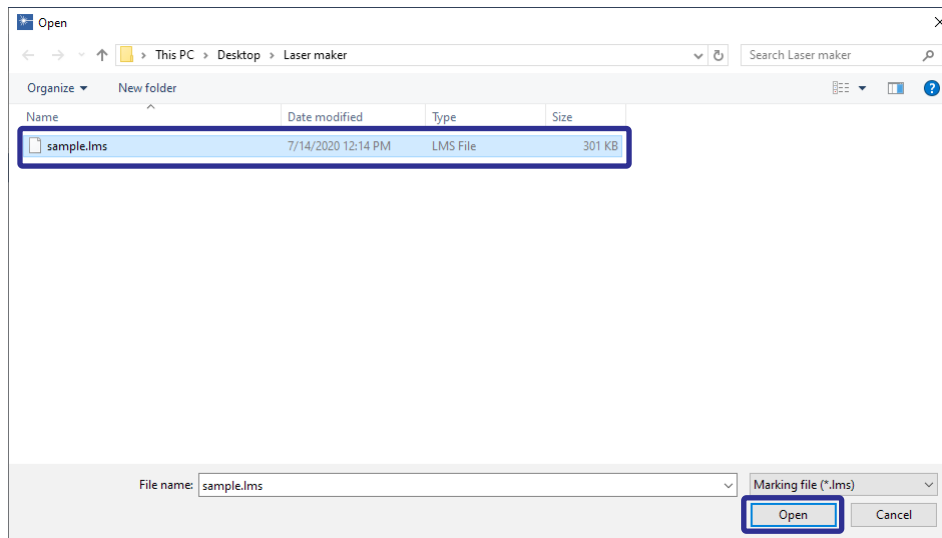 Open
This PC > Desktop > Laser maker
Search Laser maker
Organize
New folder
Name Date modified Type Size
sample.lms 7/14/2020 12:14 PM LMS File 301 KB
File name: sample.lms Marking file (*.lms)
Open Cancel